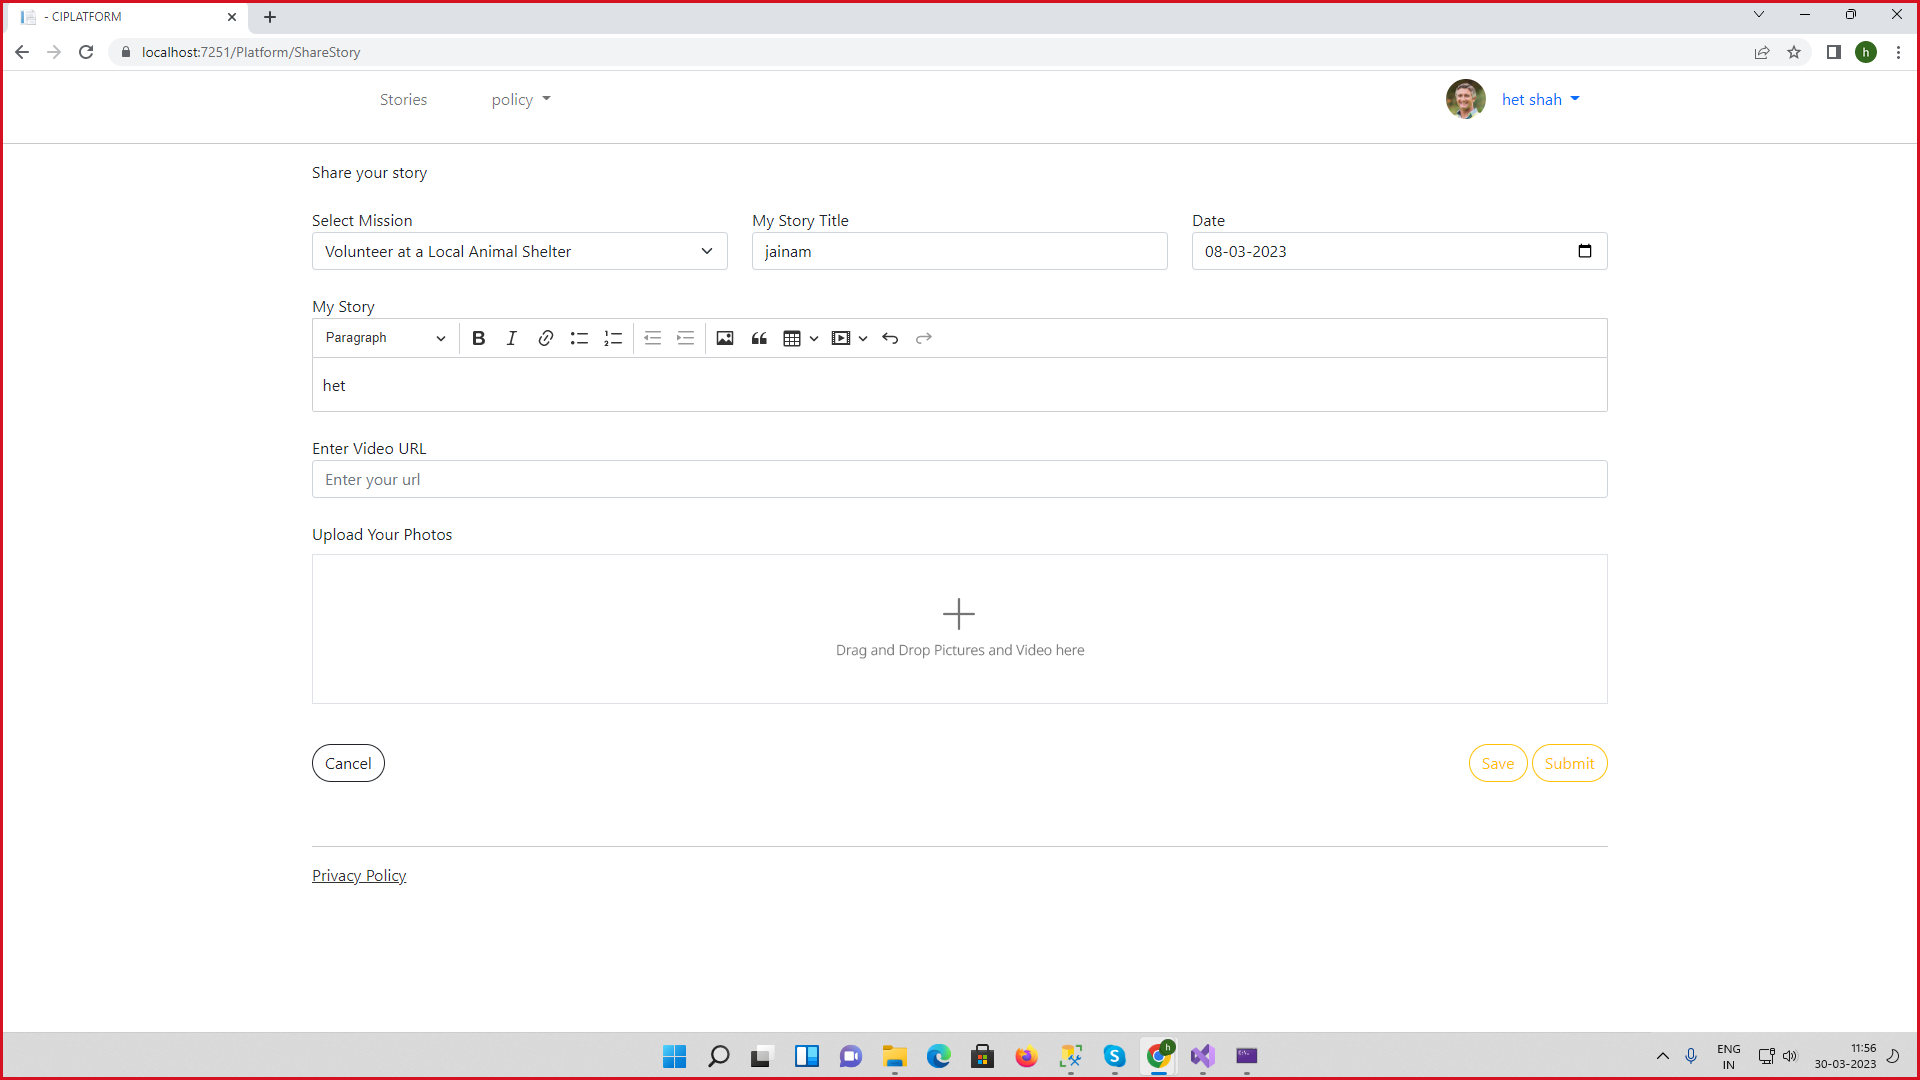 - CIPLATFORM
localhost:7251/Platform/ShareStory
h
Stories
policy
het shah
Share your story
Select Mission
My Story Title
Date
Volunteer at a Local Animal Shelter
jainam
08-03-2023
My Story
Paragraph
het
Enter Video URL
Enter your url
Upload Your Photos
Drag and Drop Pictures and Video here
Cancel
Save
Submit
Privacy Policy
h
ENG
IN
11:56
30-03-2023